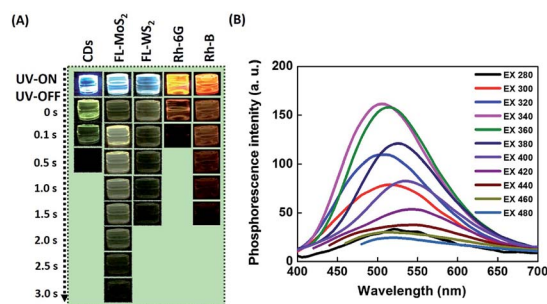 (A)
CDs
FL-MoS2
FL-WS2
Rh-6G
Rh-B
UV-ON
UV-OFF
0 s
0.1 s
0.5 s
1.0 s
1.5 s
2.0 s
2.5 s
3.0 s
(B)
Phosphorescence intenity (a. u.)
200
150
100
50
0
400 450 500 550 600 650 700
Wavelength (nm)
EX 280
EX 300
EX 320
EX 340
EX 360
EX 380
EX 400
EX 420
EX 440
EX 460
EX 480